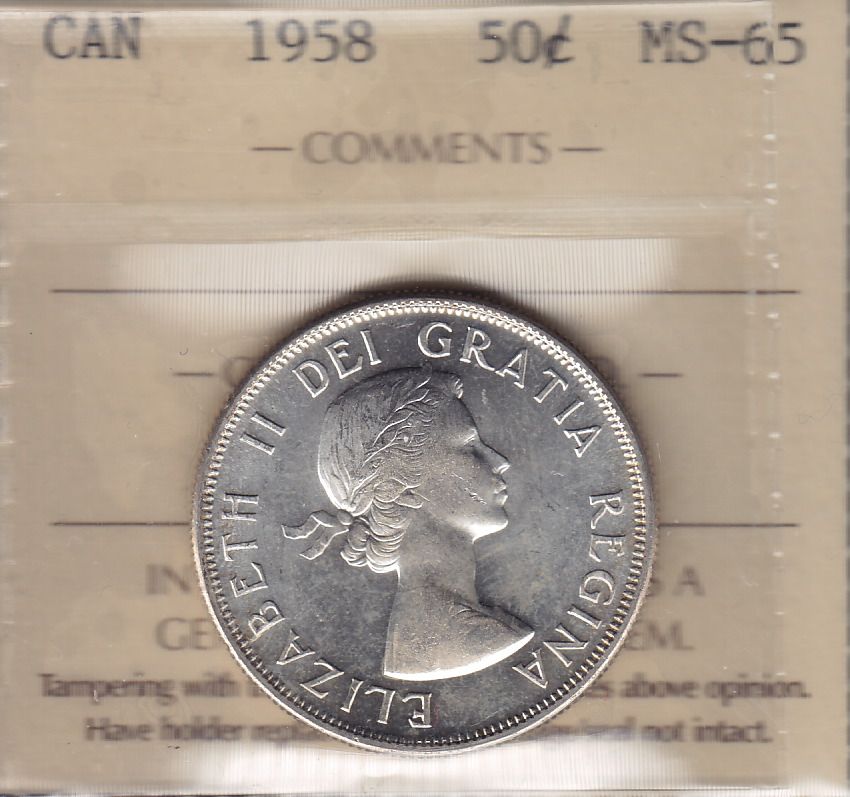 CAN 1958 50¢ MS-65
— COMMENTS —
ELIZABETH II DEI GRATIA REGINA
IN A
Tampering with above opinion.
Have holder not intact.